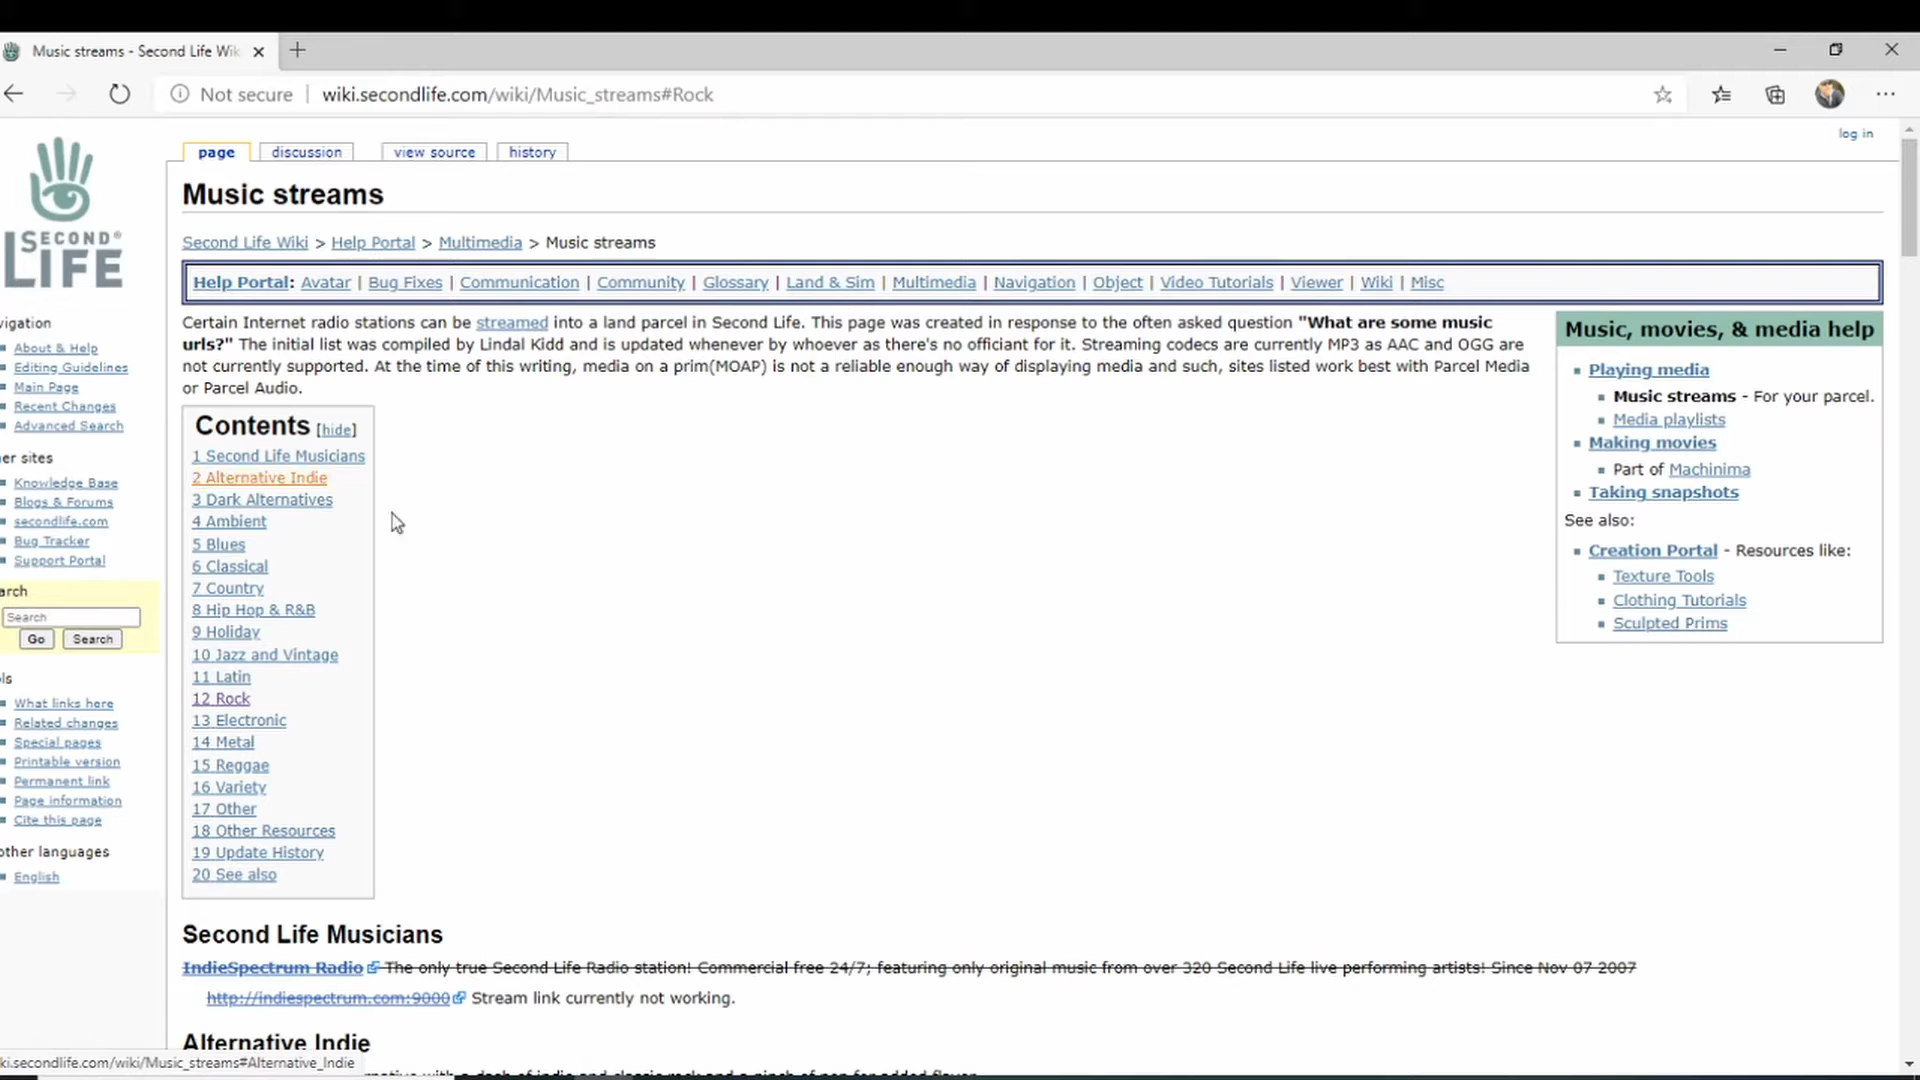 Music streams - Second Life Wik
Not secure
wiki.secondlife.com/wiki/Music_streams#Rock
log in
page
discussion
view source
history
Music streams
Second Life Wiki > Help Portal > Multimedia > Music streams
Help Portal: Avatar | Bug Fixes | Communication | Community | Glossary | Land & Sim | Multimedia | Navigation | Object | Video Tutorials | Viewer | Wiki | Misc
Certain Internet radio stations can be streamed into a land parcel in Second Life. This page was created in response to the often asked question "What are some music
urls?" The initial list was compiled by Lindal Kidd and is updated whenever by whoever as there's no officiant for it. Streaming codecs are currently MP3 as AAC and OGG are
not currently supported. At the time of this writing, media on a prim(MOAP) is not a reliable enough way of displaying media and such, sites listed work best with Parcel Media
or Parcel Audio.
Contents [hide]
1 Second Life Musicians
2 Alternative Indie
3 Dark Alternatives
4 Ambient
5 Blues
6 Classical
7 Country
8 Hip Hop & R&B
9 Holiday
10 Jazz and Vintage
11 Latin
12 Rock
13 Electronic
14 Metal
15 Reggae
16 Variety
17 Other
18 Other Resources
19 Update History
20 See also
Music, movies, & media help
Playing media
Music streams - For your parcel.
Media playlists
Making movies
Part of Machinima
Taking snapshots
See also:
Creation Portal - Resources like:
Texture Tools
Clothing Tutorials
Sculpted Prims
Second Life Musicians
IndieSpectrum Radio The only true Second Life Radio station! Commercial free 24/7; featuring only original music from over 320 Second Life live performing artists! Since Nov 07 2007
http://indiespectrum.com:9000 Stream link currently not working.
Alternative Indie
SECOND®
LIFE
vigation
About & Help
Editing Guidelines
Main Page
Recent Changes
Advanced Search
er sites
Knowledge Base
Blogs & Forums
secondlife.com
Bug Tracker
Support Portal
arch
Search
Go
Search
ls
What links here
Related changes
Special pages
Printable version
Permanent link
Page information
Cite this page
other languages
English
ki.secondlife.com/wiki/Music_streams#Alternative_Indie